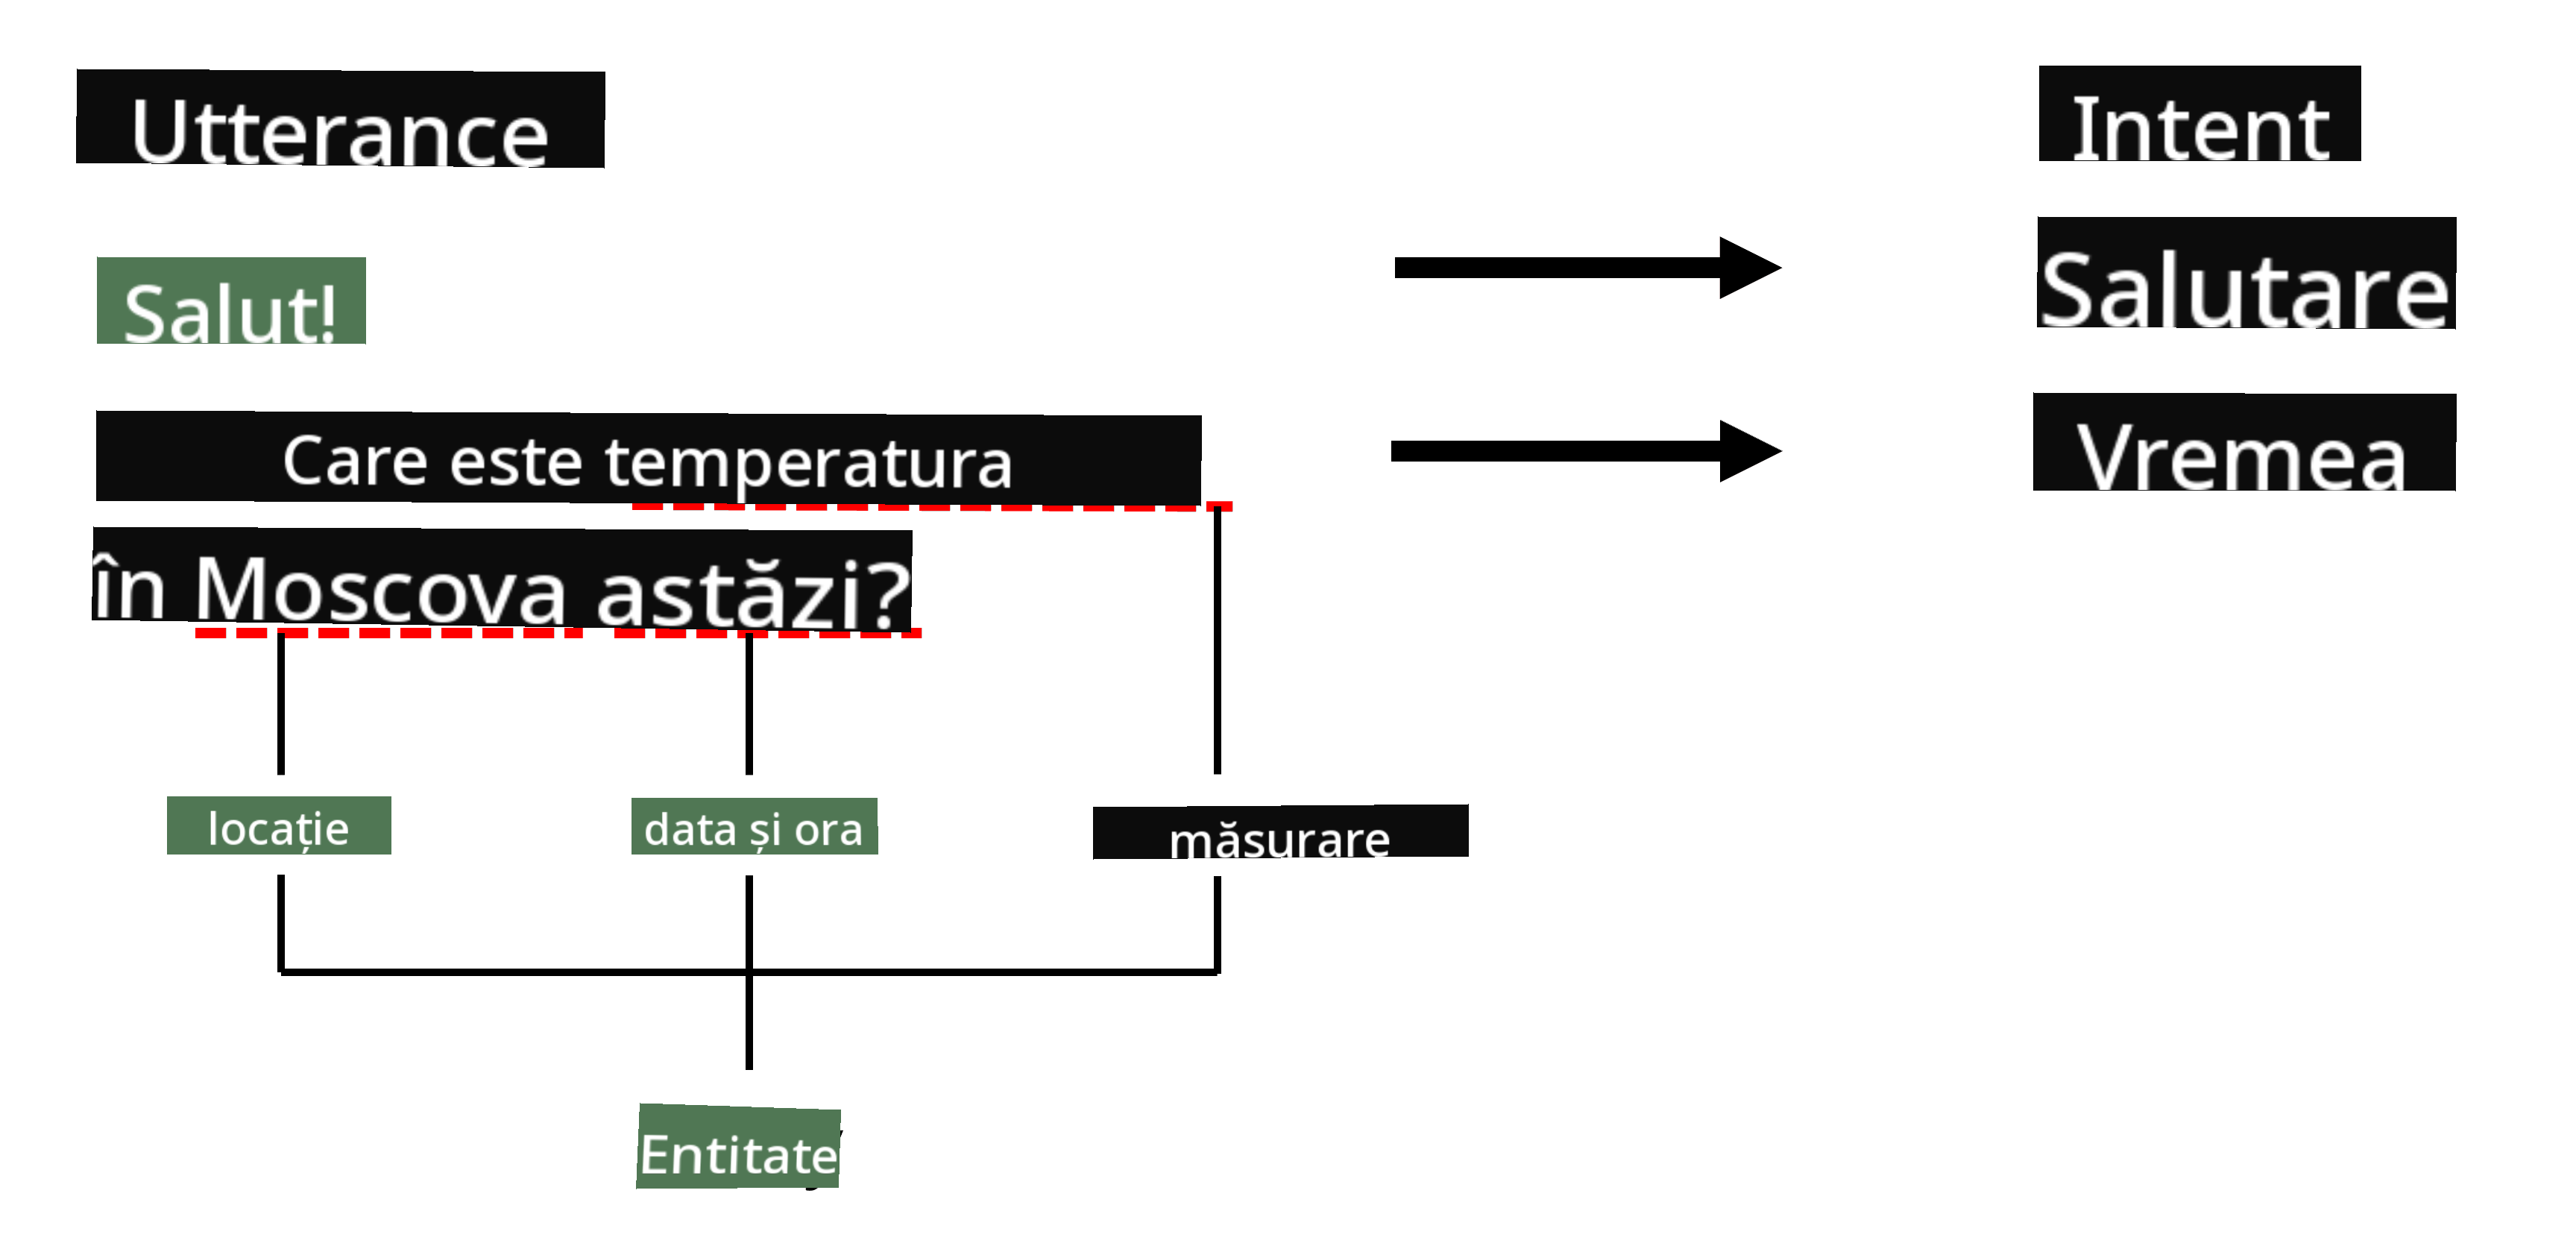 Utterance
Intent
Salut!
Salutare
Care este temperatura
Vremea
în Moscova astăzi?
locație
data și ora
măsurare
Entitate